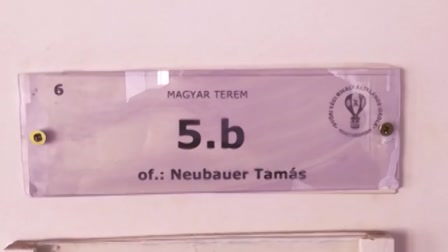 6
MAGYAR TEREM
5.b
of.: Neubauer Tamás